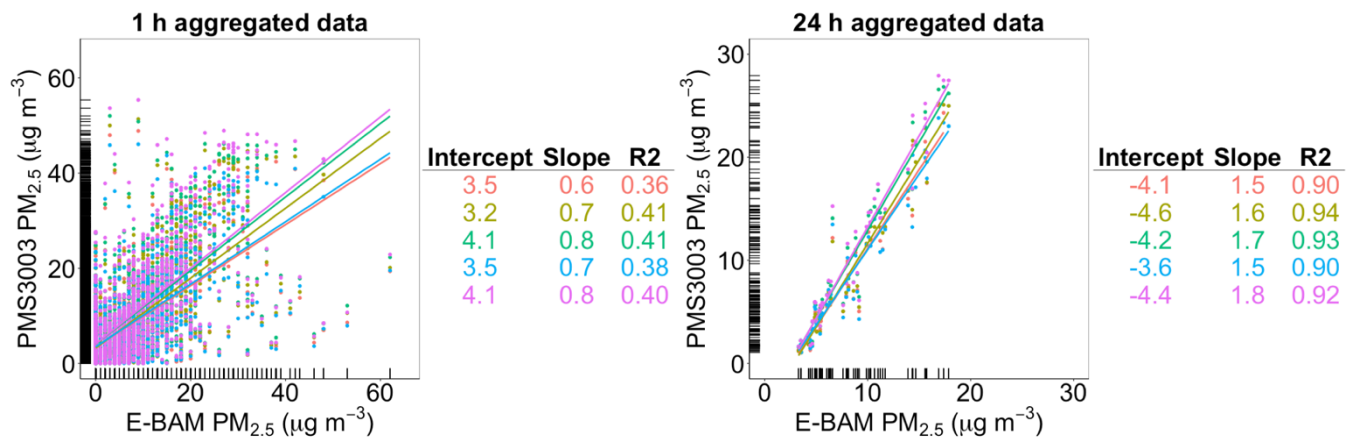 1 h aggregated data
PMS3003 PM2.5 (μg m−3)
60
40
20
0
0 20 40 60
E-BAM PM2.5 (μg m−3)
Intercept Slope R2
3.5 0.6 0.36
3.2 0.7 0.41
4.1 0.8 0.41
3.5 0.7 0.38
4.1 0.8 0.40
24 h aggregated data
PMS3003 PM2.5 (μg m−3)
30
20
10
0
0 10 20 30
E-BAM PM2.5 (μg m−3)
Intercept Slope R2
-4.1 1.5 0.90
-4.6 1.6 0.94
-4.2 1.7 0.93
-3.6 1.5 0.90
-4.4 1.8 0.92